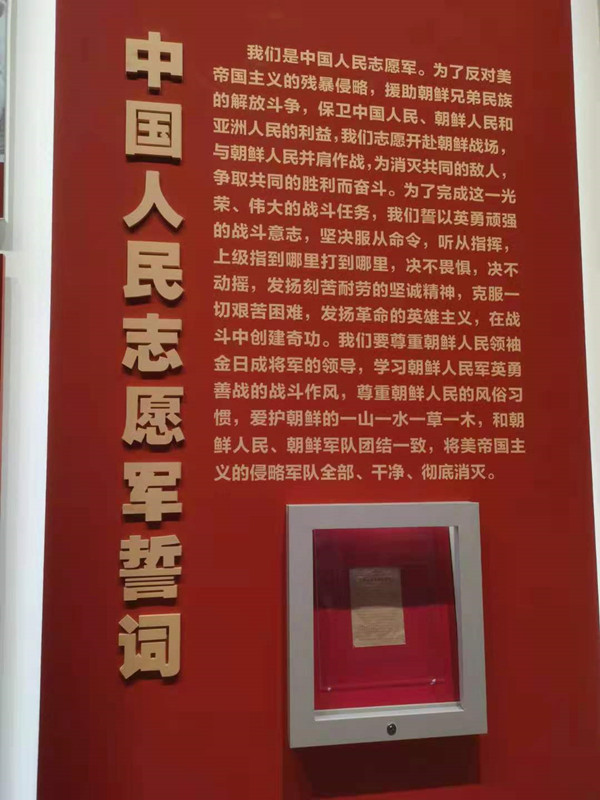 中国人民志愿军誓词
我们是中国人民志愿军。为了反对美
帝国主义的残暴侵略，援助朝鲜兄弟民族
的解放斗争，保卫中国人民、朝鲜人民和
亚洲人民的利益，我们志愿开赴朝鲜战场，
与朝鲜人民并肩作战，为消灭共同的敌人，
争取共同的胜利而奋斗。为了完成这一光
荣、伟大的战斗任务，我们誓以英勇顽强
的战斗意志，坚决服从命令，听从指挥，
上级指到哪里打到哪里，决不畏惧，决不
动摇，发扬刻苦耐劳的坚诚精神，克服一
切艰苦困难，发扬革命的英雄主义，在战
斗中创建奇功。我们要尊重朝鲜人民领袖
金日成将军的领导，学习朝鲜人民军英勇
善战的战斗作风，尊重朝鲜人民的风俗习
惯，爱护朝鲜的一山一水一草一木，和朝
鲜人民、朝鲜军队团结一致，将美帝国主
义的侵略军队全部、干净、彻底消灭。